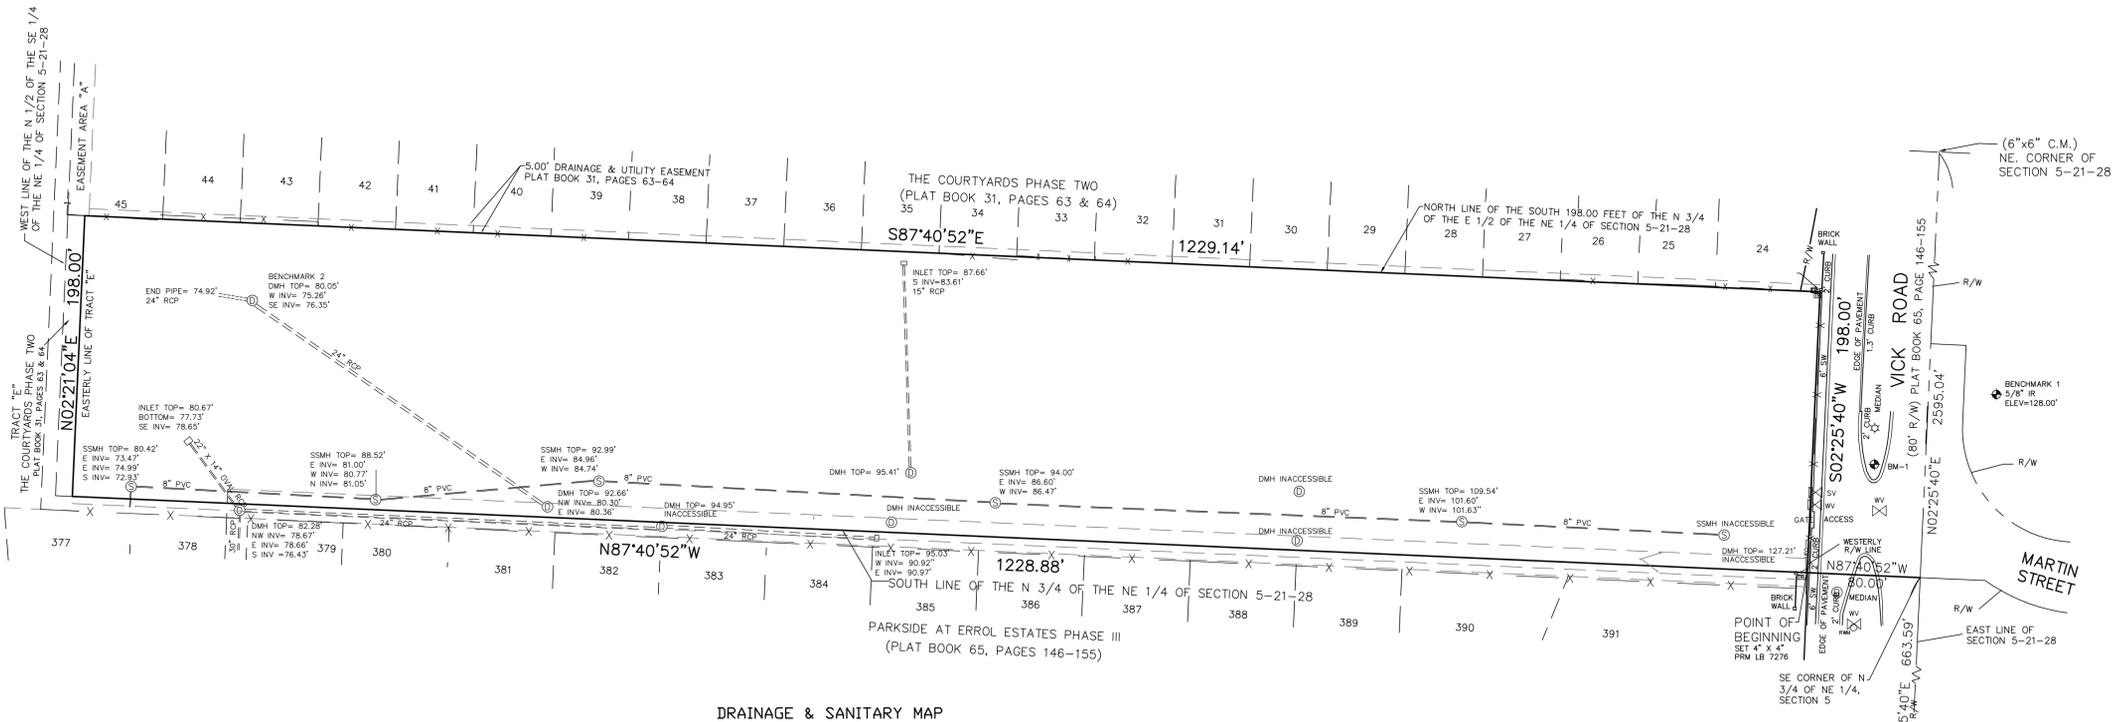 WEST LINE OF THE N 1/2 OF THE SE 1/4
OF THE NE 1/4 OF SECTION 5-21-28
EASEMENT AREA "A"
45
44
43
42
41
40
39
38
37
36
35
34
33
32
31
30
29
28
27
26
25
24
5.00' DRAINAGE & UTILITY EASEMENT
PLAT BOOK 31, PAGES 63-64
THE COURTYARDS PHASE TWO
(PLAT BOOK 31, PAGES 63 & 64)
S87°40'52"E
1229.14'
NORTH LINE OF THE SOUTH 198.00 FEET OF THE N 3/4
OF THE E 1/2 OF THE NE 1/4 OF SECTION 5-21-28
R/W
BRICK
WALL
2' CURB
(6"x6" C.M.)
NE. CORNER OF
SECTION 5-21-28
R/W
N02°21'04"E 198.00'
EASTERLY LINE OF TRACT "E"
TRACT "E"
THE COURTYARDS PHASE TWO
PLAT BOOK 31, PAGES 63 & 64
END PIPE= 74.92'
24" RCP
BENCHMARK 2
DMH TOP= 80.05'
W INV= 75.26'
SE INV= 76.35'
24" RCP
INLET TOP= 87.66'
S INV=83.61'
15" RCP
INLET TOP= 80.67'
BOTTOM= 77.73'
SE INV= 78.65'
22" X 14" OVAL RCP
SSMH TOP= 80.42'
E INV= 73.47'
E INV= 74.99'
S INV= 72.93'
8" PVC
SSMH TOP= 88.52'
E INV= 81.00'
W INV= 80.77'
N INV= 81.05'
8" PVC
SSMH TOP= 92.99'
E INV= 84.96'
W INV= 84.74'
8" PVC
DMH TOP= 92.66'
NW INV= 80.30'
E INV= 80.36'
DMH TOP= 94.95'
INACCESSIBLE
DMH TOP= 95.41'
DMH INACCESSIBLE
SSMH TOP= 94.00'
E INV= 86.60'
W INV= 86.47'
DMH INACCESSIBLE
DMH INACCESSIBLE
8" PVC
SSMH TOP= 109.54'
E INV= 101.60'
W INV= 101.63"
8" PVC
SSMH INACCESSIBLE
DMH TOP= 127.21'
INACCESSIBLE
30" RCP
DMH TOP= 82.28'
NW INV= 78.67'
E INV= 78.66'
S INV=76.43'
24" RCP
24" RCP
INLET TOP= 95.03'
W INV= 90.92"
E INV= 90.97'
N87°40'52"W
1228.88'
SOUTH LINE OF THE N 3/4 OF THE NE 1/4 OF SECTION 5-21-28
377
378
379
380
381
382
383
384
385
386
387
388
389
390
391
PARKSIDE AT ERROL ESTATES PHASE III
(PLAT BOOK 65, PAGES 146-155)
6' SW
S02°25'40"W 198.00'
EDGE OF PAVEMENT
1.3' CURB
2' CURB
MEDIAN
VICK ROAD
(80' R/W) PLAT BOOK 65, PAGE 146-155
N02°25'40"E 2595.04'
BM-1
SV
WV
WV
GATE ACCESS
2' CURB
BENCHMARK 1
5/8" IR
ELEV=128.00'
R/W
MARTIN
STREET
WESTERLY
R/W LINE
N87°40'52"W
80.00'
BRICK
WALL
6' SW
EDGE OF PAVEMENT
2' CURB
MEDIAN
WV
POINT OF
BEGINNING
SET 4" X 4"
PRM LB 7276
R/W
EAST LINE OF
SECTION 5-21-28
SE CORNER OF N
3/4 OF NE 1/4,
SECTION 5
5'40"E 663.59'
R/W
DRAINAGE & SANITARY MAP